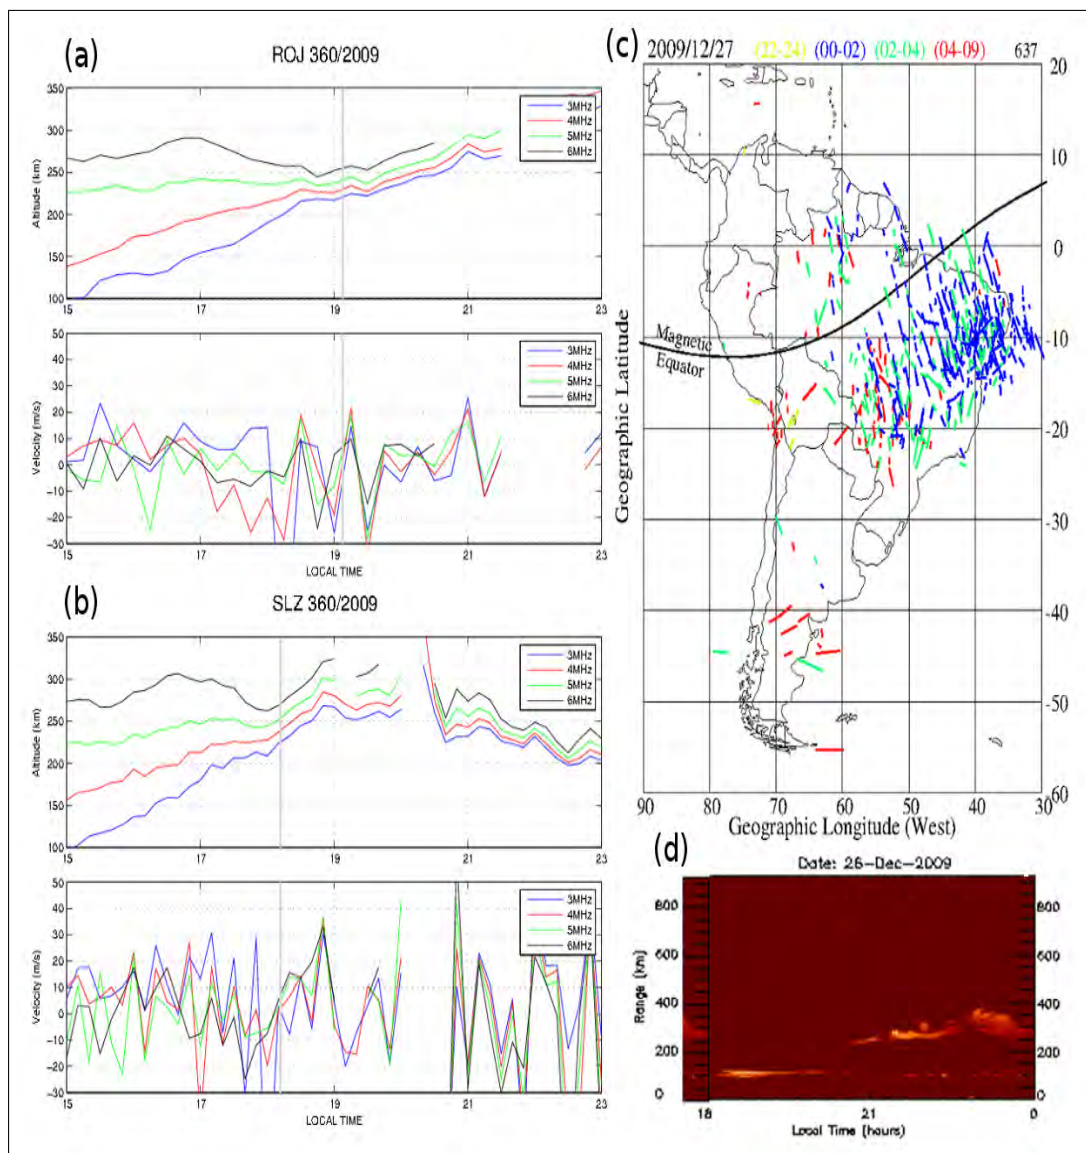 (a)
ROJ 360/2009
Altitude (km)
350
300
250
200
150
100
15
17
19
21
23
3MHz
4MHz
5MHz
6MHz
Velocity (m/s)
50
40
30
20
10
0
-10
-20
-30
15
17
19
21
23
LOCAL TIME
3MHz
4MHz
5MHz
6MHz
(b)
SLZ 360/2009
Altitude (km)
350
300
250
200
150
100
15
17
19
21
23
3MHz
4MHz
5MHz
6MHz
Velocity (m/s)
50
40
30
20
10
0
-10
-20
-30
15
17
19
21
23
LOCAL TIME
3MHz
4MHz
5MHz
6MHz
(c)
2009/12/27 (22-24) (00-02) (02-04) (04-09) 637
Geographic Latitude
20
10
0
-10
-20
-30
-40
-50
-60
Magnetic
Equator
90 80 70 60 50 40 30
Geographic Longitude (West)
(d)
Date: 26-Dec-2009
Range (km)
800
600
400
200
0
800
600
400
200
0
18 21 0
Local Time (hours)